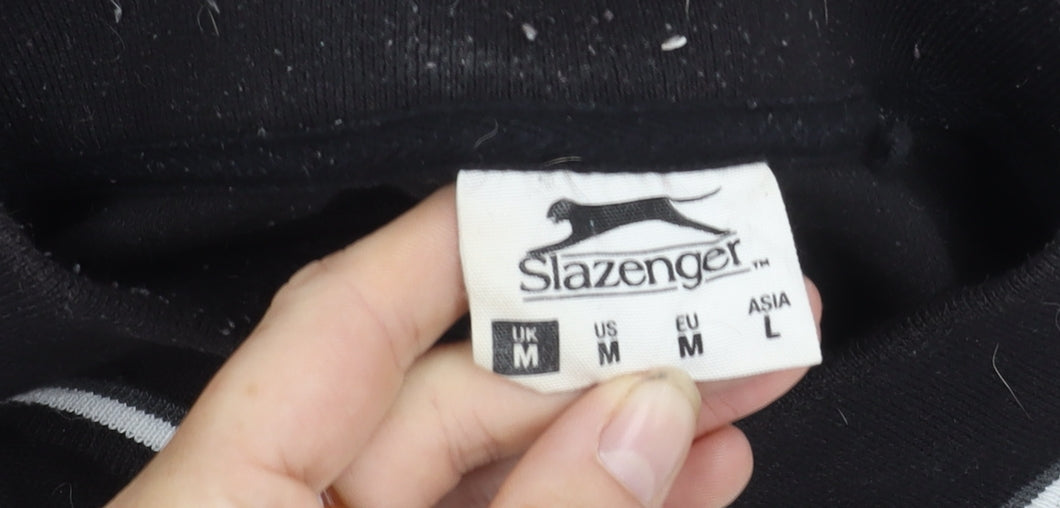 Slazenger™
UK US EU ASIA
M M M L